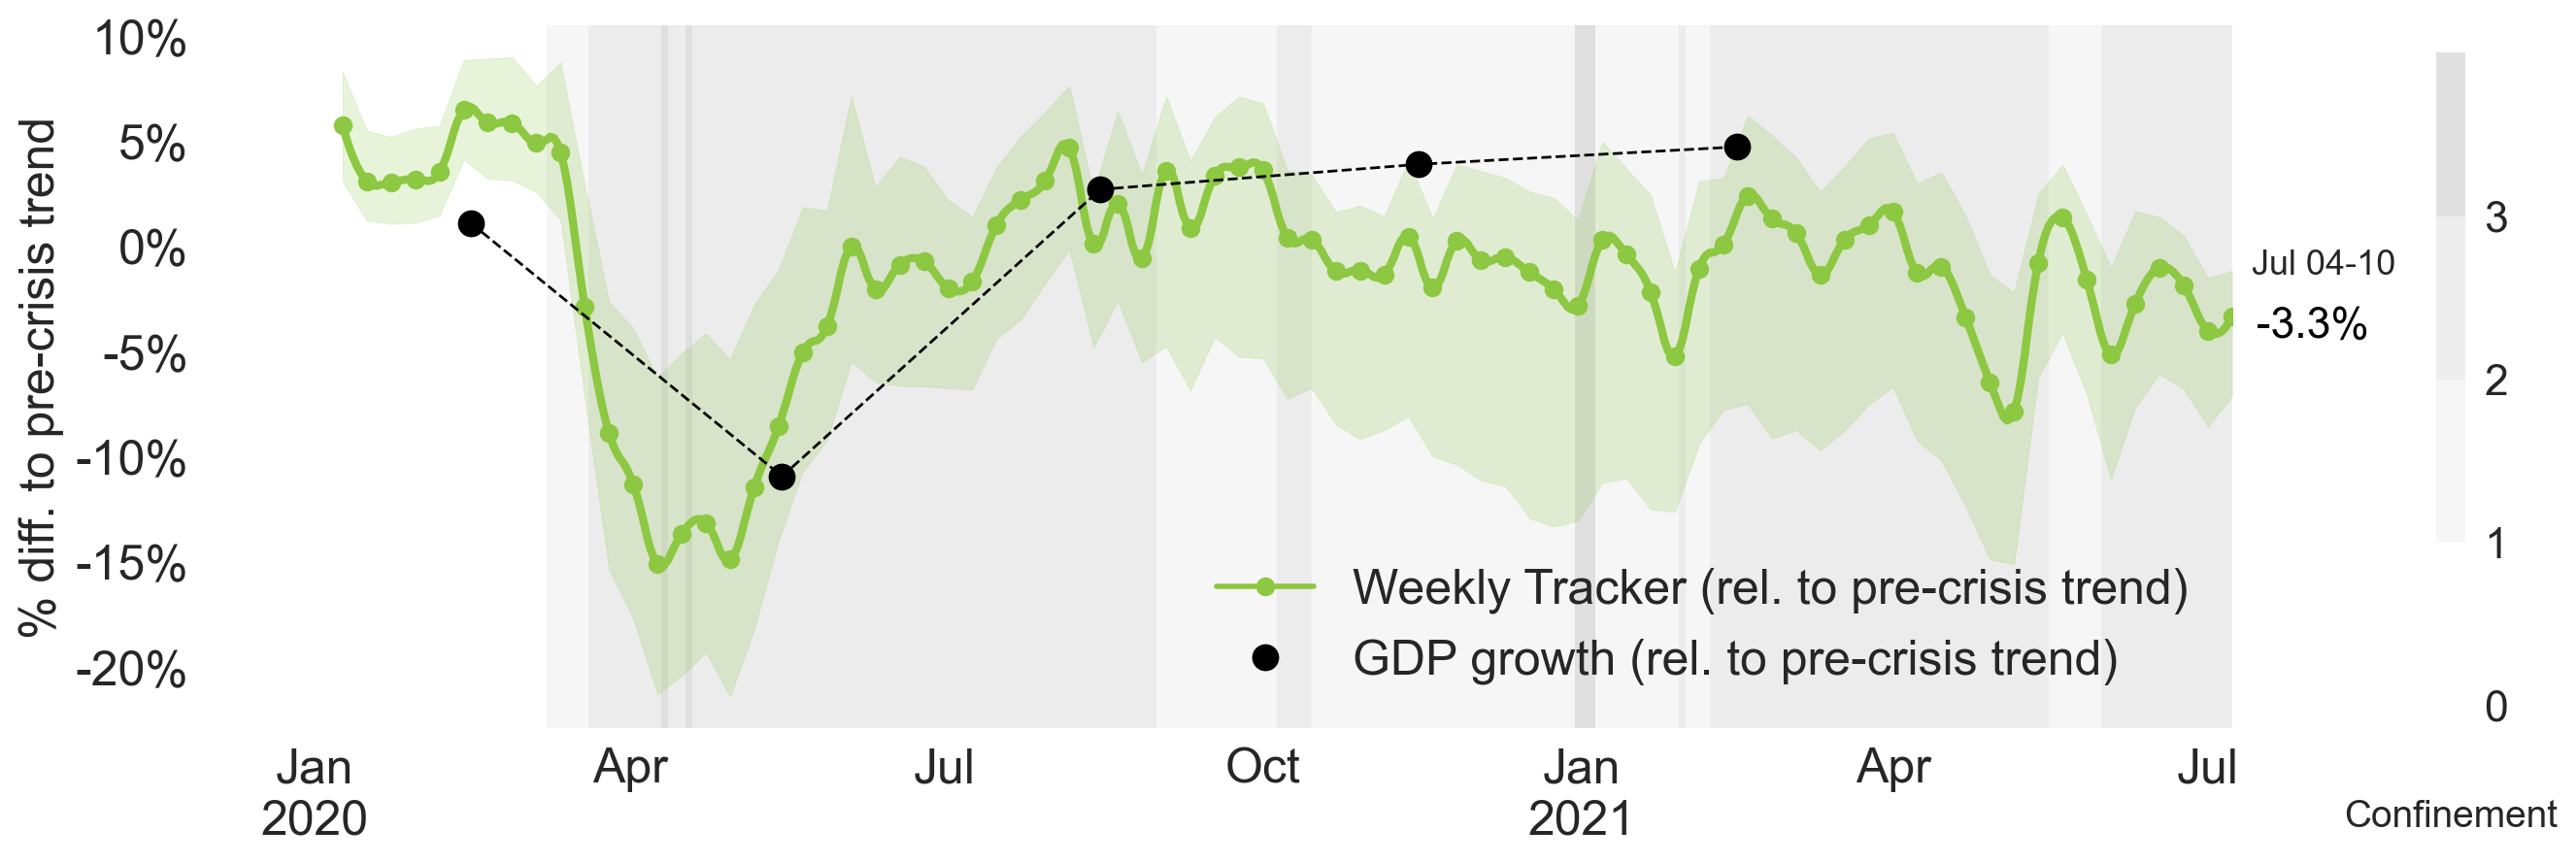 % diff. to pre-crisis trend
10%
5%
0%
-5%
-10%
-15%
-20%
Jan
2020
Apr
Jul
Oct
Jan
2021
Apr
Jul
Weekly Tracker (rel. to pre-crisis trend)
GDP growth (rel. to pre-crisis trend)
Jul 04-10
-3.3%
3
2
1
0
Confinement